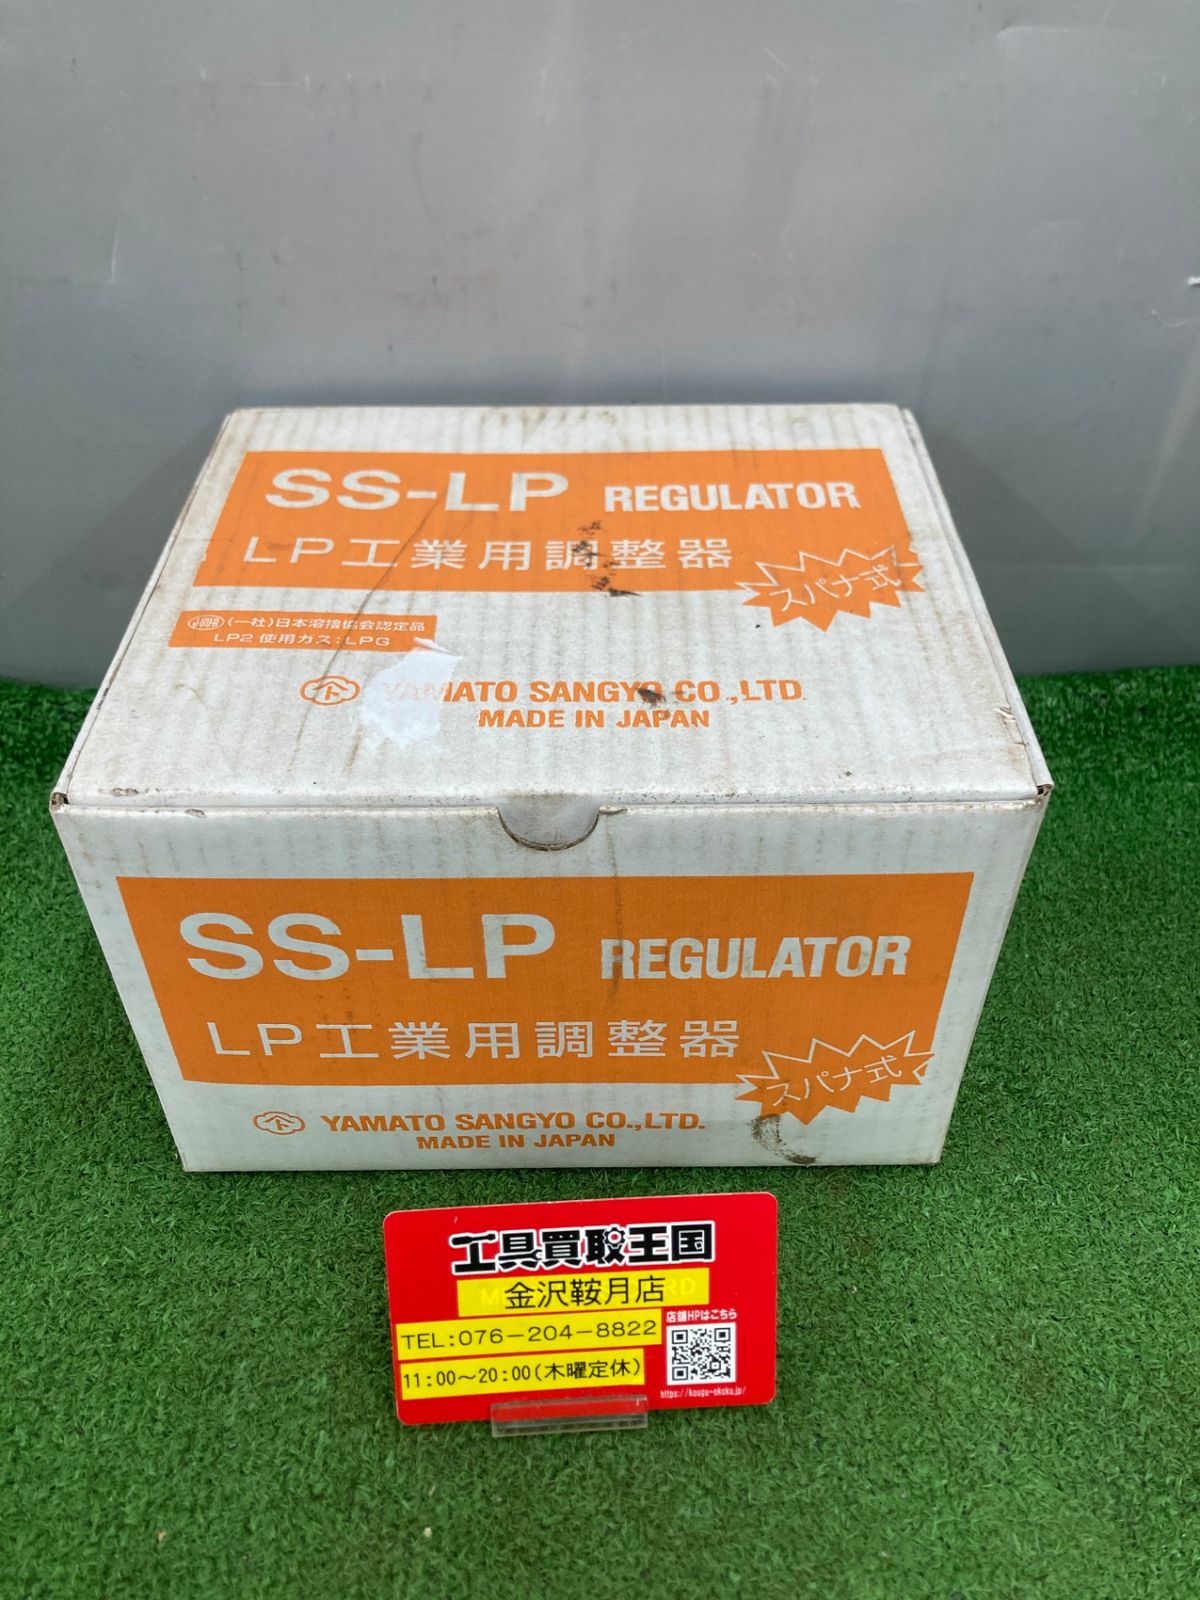 SS-LP REGULATOR
LP工業用調整器
スパナ式
(一社)日本溶接協会認定品
LP2 使用ガス:LPG
YAMATO SANGYO CO.,LTD.
MADE IN JAPAN
SS-LP REGULATOR
LP工業用調整器
スパナ式
YAMATO SANGYO CO.,LTD.
MADE IN JAPAN
工具買取王国
金沢鞍月店
店舗HPはこちら
TEL:076-204-8822
11:00～20:00(木曜定休)
https://kougu-okoku.jp/